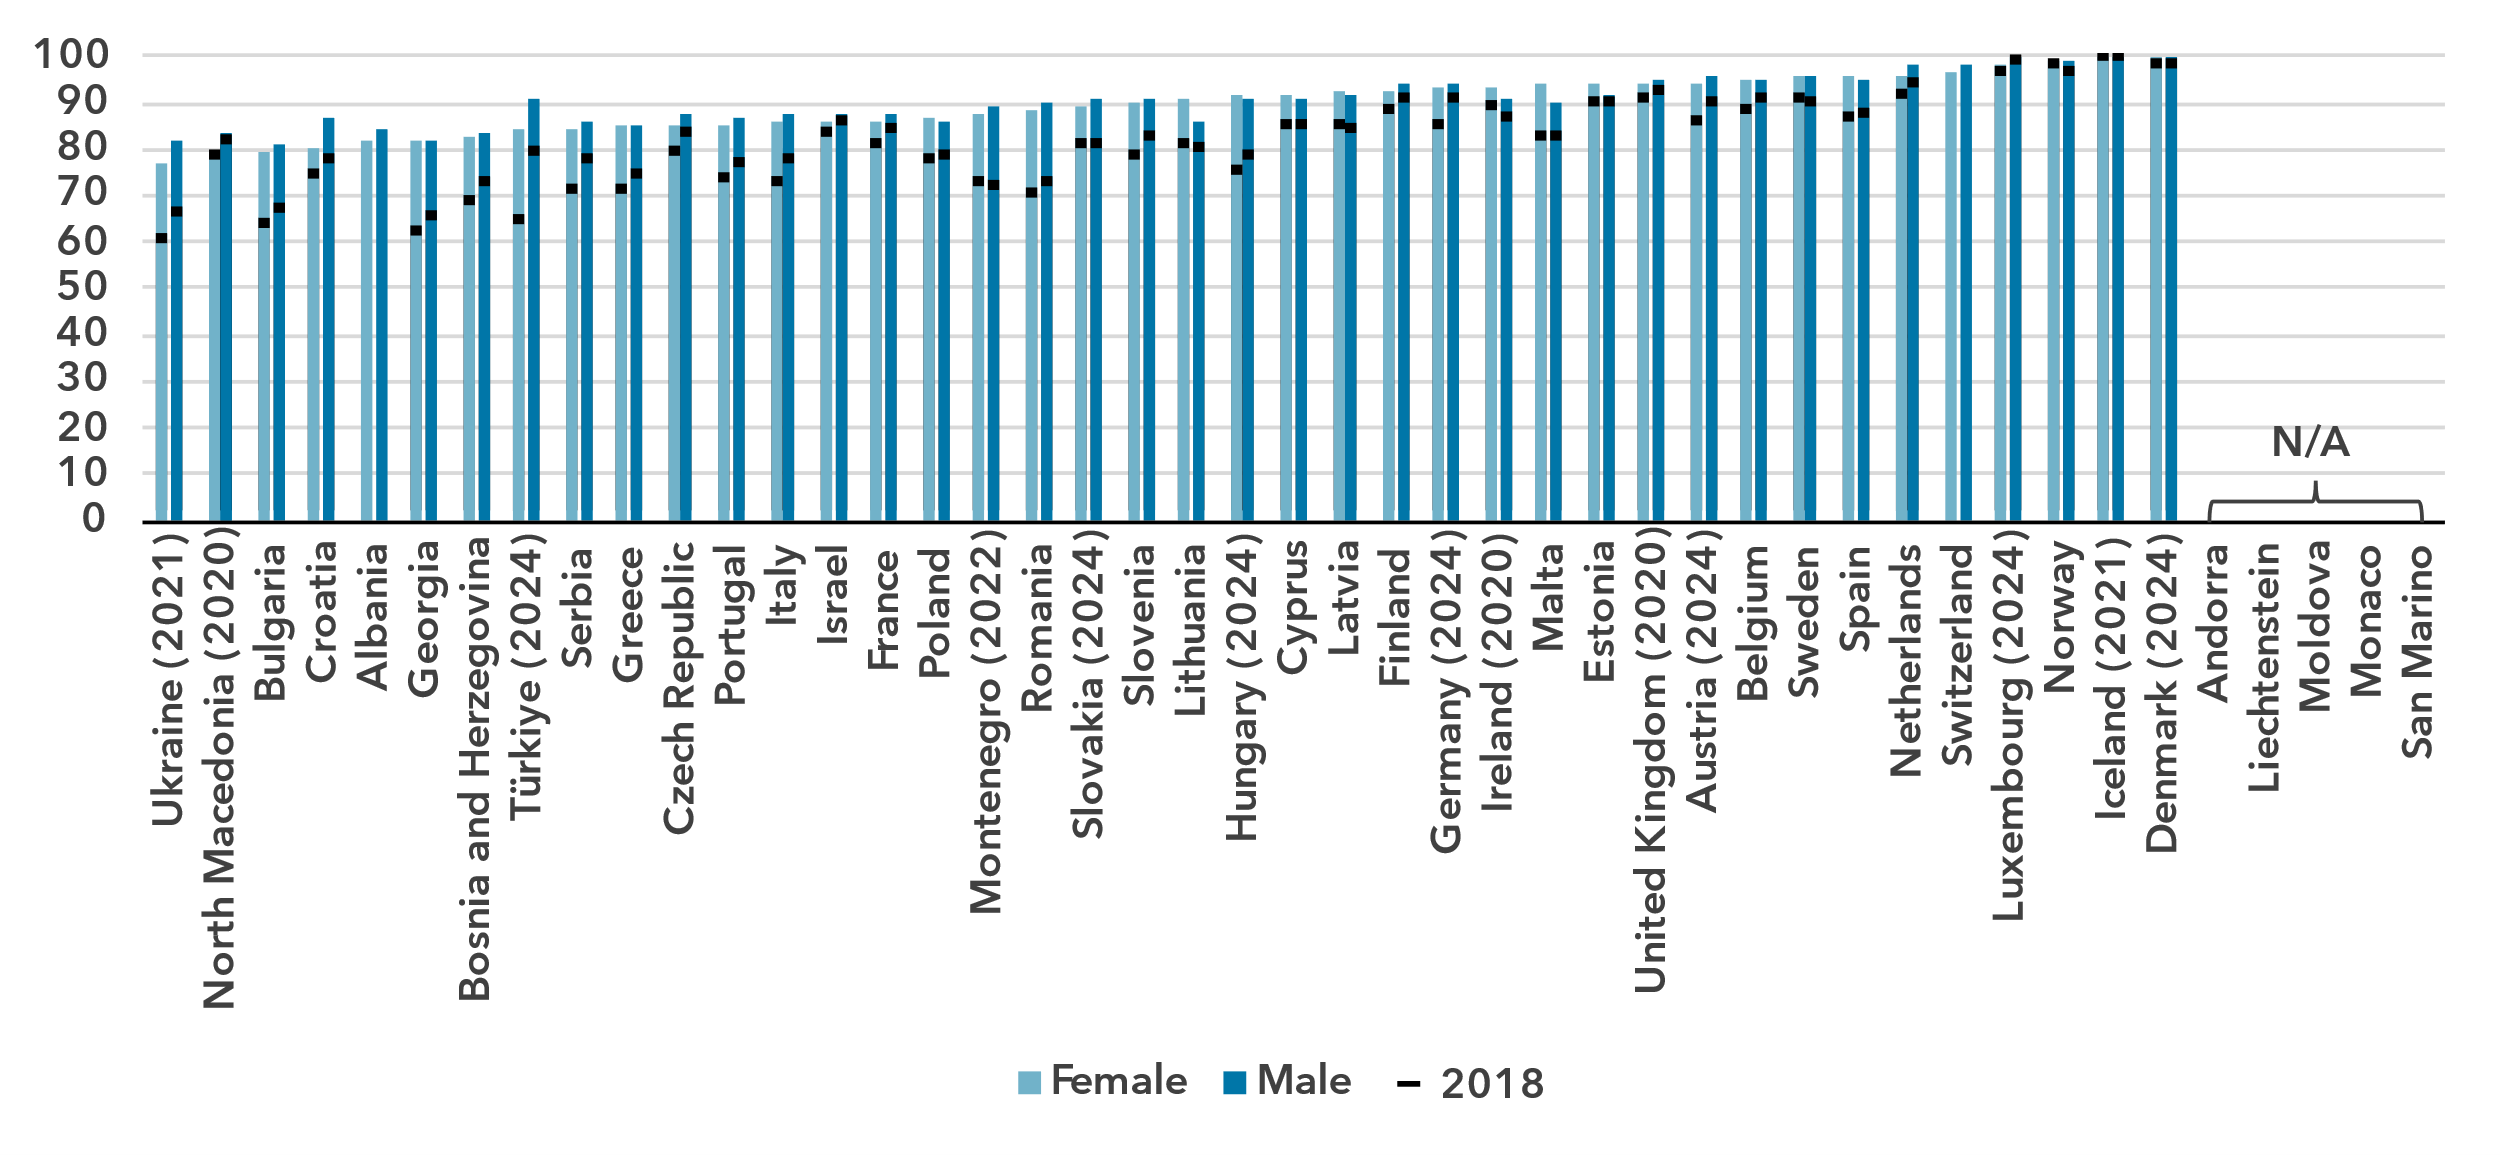 100
90
80
70
60
50
40
30
20
10
0
N/A
Ukraine (2021)
North Macedonia (2020)
Bulgaria
Croatia
Albania
Georgia
Bosnia and Herzegovina
Türkiye (2024)
Serbia
Greece
Czech Republic
Portugal
Italy
Israel
France
Poland
Montenegro (2022)
Romania
Slovakia (2024)
Slovenia
Lithuania
Hungary (2024)
Cyprus
Latvia
Finland
Germany (2024)
Ireland (2020)
Malta
Estonia
United Kingdom (2020)
Austria (2024)
Belgium
Sweden
Spain
Netherlands
Switzerland
Luxembourg (2024)
Norway
Iceland (2021)
Denmark (2024)
Andorra
Liechtenstein
Moldova
Monaco
San Marino
Female Male 2018